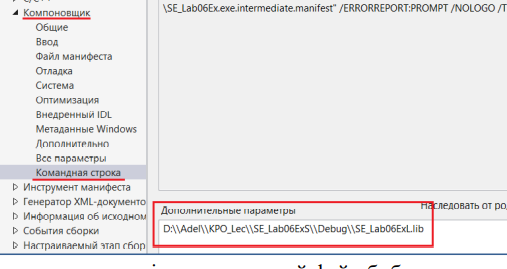 \SE_Lab06Ex.exe.intermediate.manifest" /ERRORREPORT:PROMPT /NOLOGO /T
Компоновщик
Общие
Ввод
Файл манифеста
Отладка
Система
Оптимизация
Внедренный IDL
Метаданные Windows
Дополнительно
Все параметры
Командная строка
Инструмент манифеста
Генератор XML-документо
Информация об исходном
События сборки
Настраиваемый этап сбор
Дополнительные параметры
Наследовать от род
D:\\Adel\\KPO_Lec\\SE_Lab06ExS\\Debug\\SE_Lab06ExL.lib